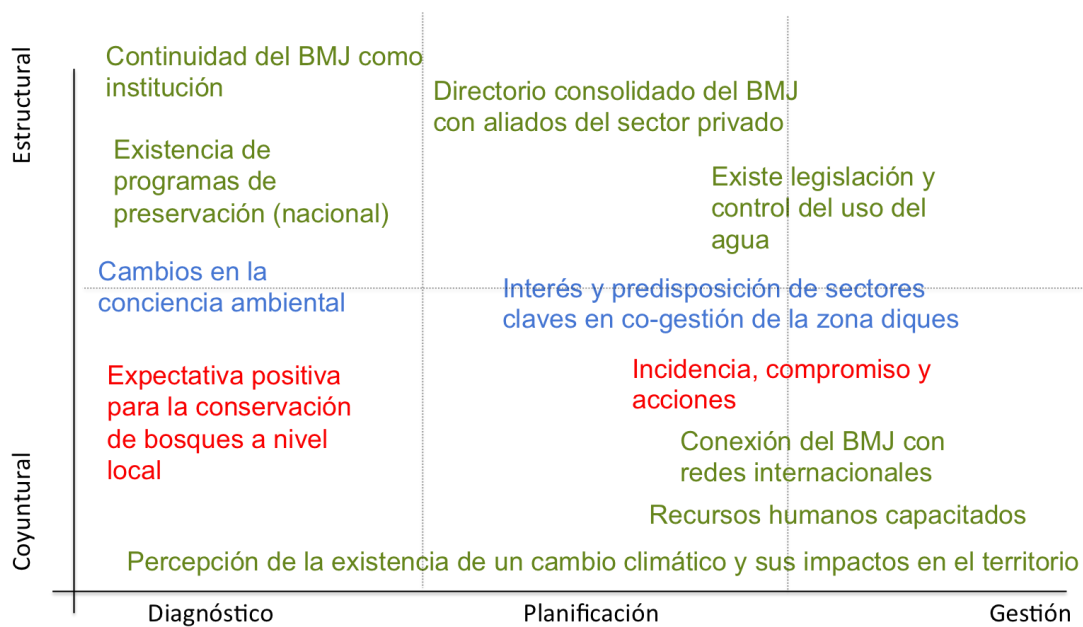 Estructural
Continuidad del BMJ como
institución
Directorio consolidado del BMJ
con aliados del sector privado
Existencia de
programas de
preservación (nacional)
Existe legislación y
control del uso del
agua
Cambios en la
conciencia ambiental
Interés y predisposición de sectores
claves en co-gestión de la zona diques
Expectativa positiva
para la conservación
de bosques a nivel
local
Incidencia, compromiso y
acciones
Conexión del BMJ con
redes internacionales
Recursos humanos capacitados
Coyuntural
Percepción de la existencia de un cambio climático y sus impactos en el territorio
Diagnóstico
Planificación
Gestión